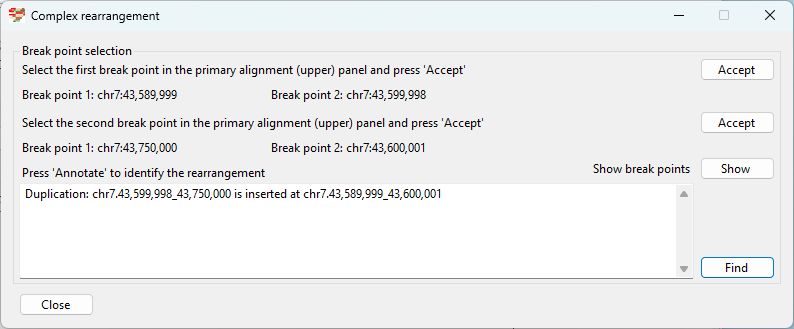 Complex rearrangement
Break point selection
Select the first break point in the primary alignment (upper) panel and press 'Accept'
Accept
Break point 1: chr7:43,589,999 Break point 2: chr7:43,599,998
Select the second break point in the primary alignment (upper) panel and press 'Accept'
Accept
Break point 1: chr7:43,750,000 Break point 2: chr7:43,600,001
Press 'Annotate' to identify the rearrangement
Show break points Show
Duplication: chr7.43,599,998_43,750,000 is inserted at chr7.43,589,999_43,600,001
Find
Close